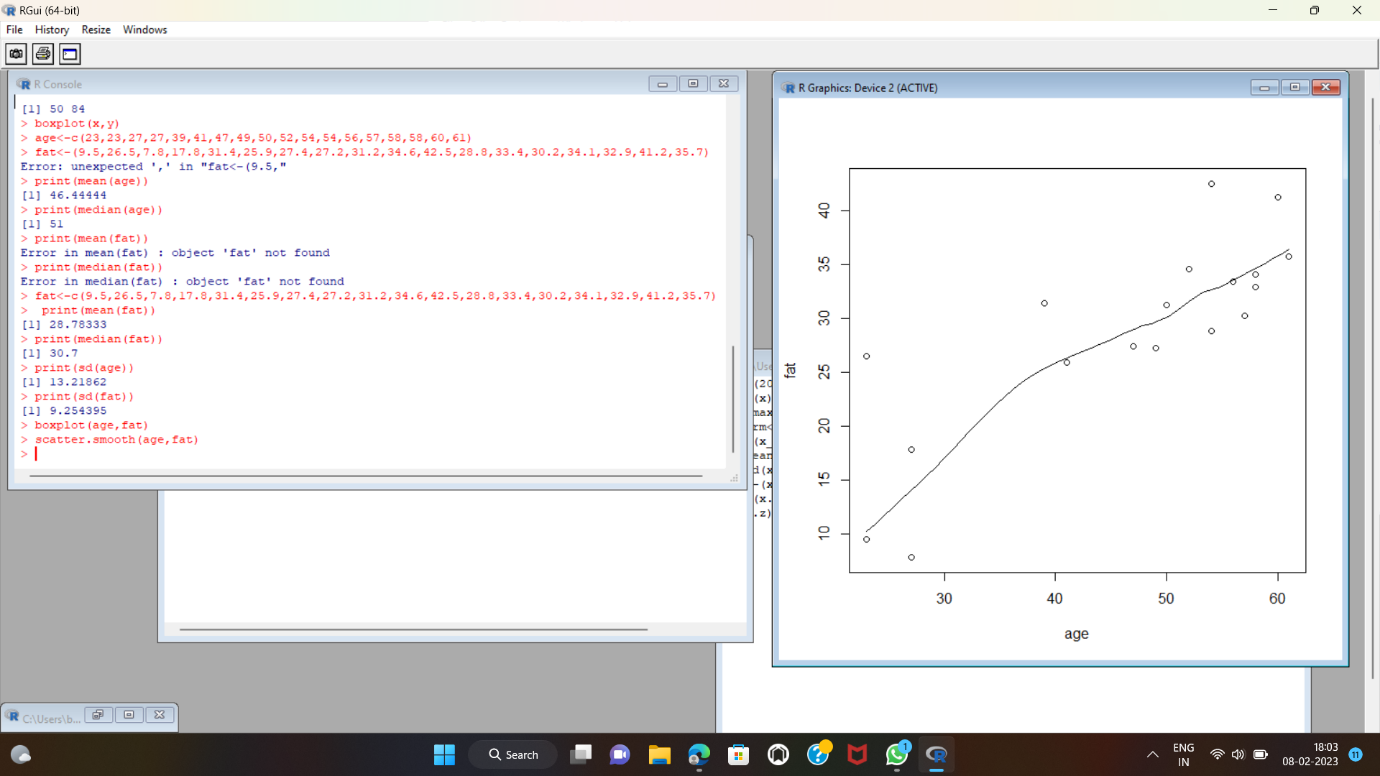 RGui (64-bit)
File History Resize Windows
R Console
[1] 50 84
> boxplot(x,y)
> age<-c(23,23,27,27,39,41,47,49,50,52,54,54,56,57,58,58,60,61)
> fat<-(9.5,26.5,7.8,17.8,31.4,25.9,27.4,27.2,31.2,34.6,42.5,28.8,33.4,30.2,34.1,32.9,41.2,35.7)
Error: unexpected ',' in "fat<-(9.5,"
> print(mean(age))
[1] 46.44444
> print(median(age))
[1] 51
> print(mean(fat))
Error in mean(fat) : object 'fat' not found
> print(median(fat))
Error in median(fat) : object 'fat' not found
> fat<-c(9.5,26.5,7.8,17.8,31.4,25.9,27.4,27.2,31.2,34.6,42.5,28.8,33.4,30.2,34.1,32.9,41.2,35.7)
>  print(mean(fat))
[1] 28.78333
> print(median(fat))
[1] 30.7
> print(sd(age))
[1] 13.21862
> print(sd(fat))
[1] 9.254395
> boxplot(age,fat)
> scatter.smooth(age,fat)
>
\Use
(20
(x)
max
rm<
(x_
ean
d(x
-(x
(x.
.z)
R Graphics: Device 2 (ACTIVE)
40
35
30
25
20
15
10
fat
30 40 50 60
age
C:\Users\b...
Search
1
ENG
IN
18:03
08-02-2023
11